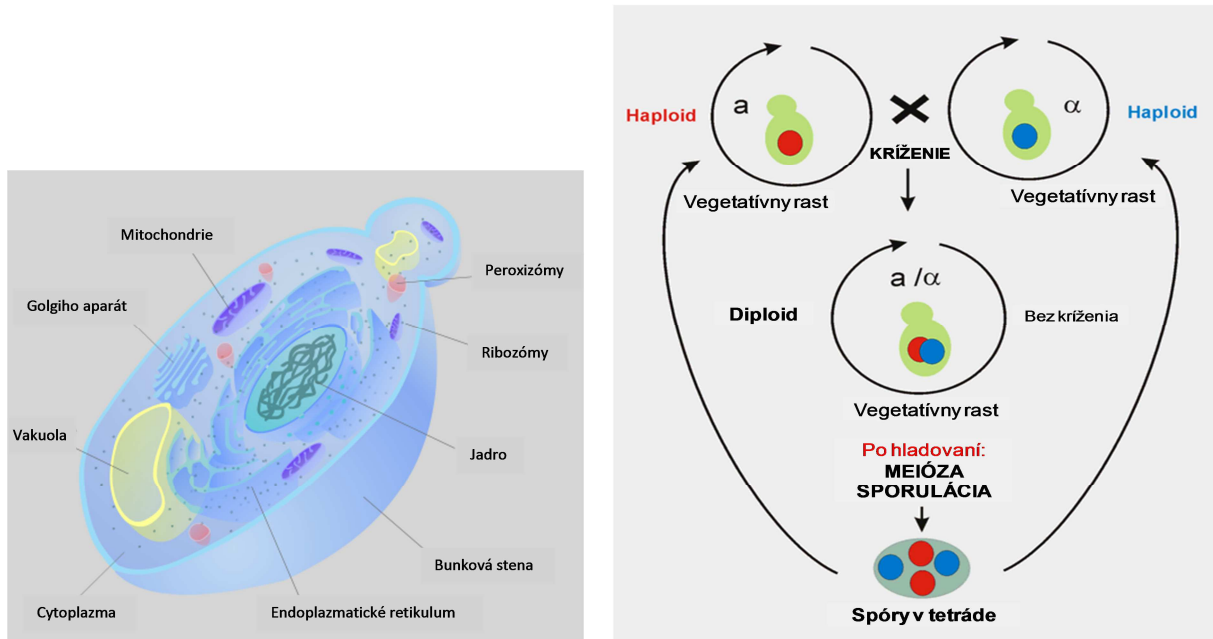 Mitochondrie
Peroxizómy
Golgiho aparát
Ribozómy
Vakuola
Jadro
Bunková stena
Cytoplazma
Endoplazmatické retikulum
Haploid
a
α
Haploid
KRÍŽENIE
Vegetatívny rast
Vegetatívny rast
a /α
Diploid
Bez kríženia
Vegetatívny rast
Po hladovaní:
MEIÓZA
SPORULÁCIA
Spóry v tetráde